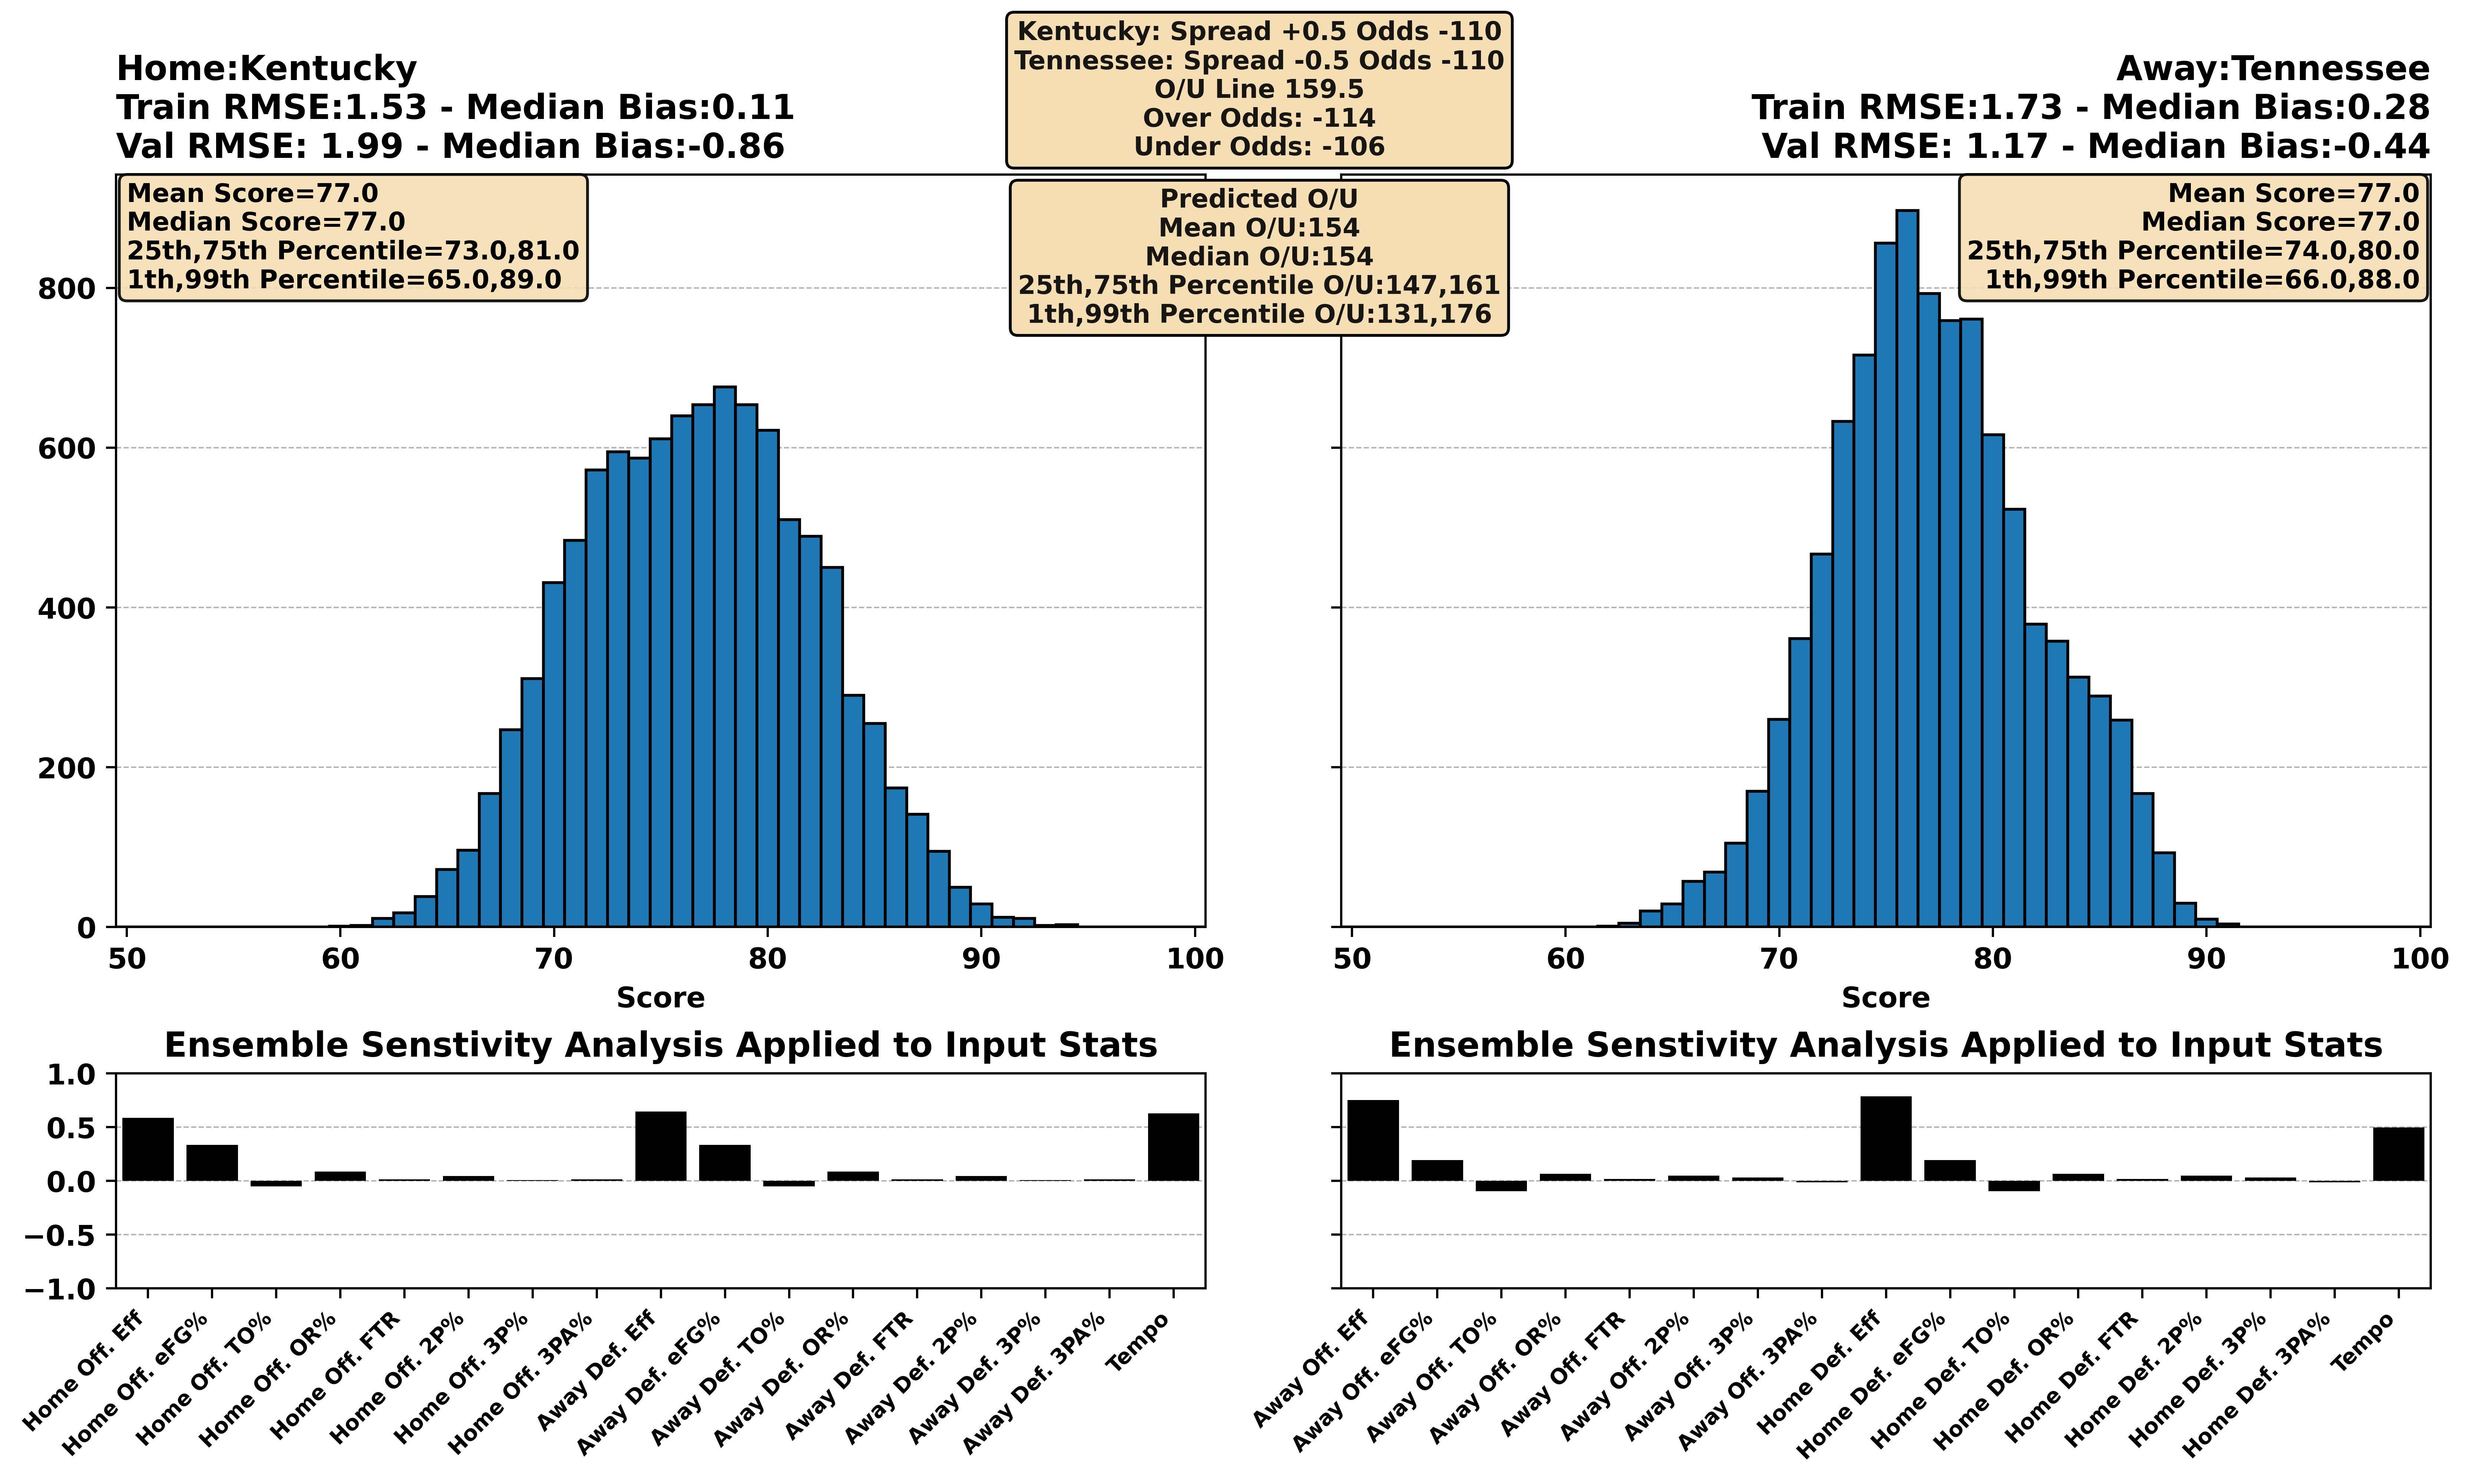 Kentucky: Spread +0.5 Odds -110
Tennessee: Spread -0.5 Odds -110
O/U Line 159.5
Over Odds: -114
Under Odds: -106
Home:Kentucky
Train RMSE:1.53 - Median Bias:0.11
Val RMSE: 1.99 - Median Bias:-0.86
Away:Tennessee
Train RMSE:1.73 - Median Bias:0.28
Val RMSE: 1.17 - Median Bias:-0.44
Mean Score=77.0
Median Score=77.0
25th,75th Percentile=73.0,81.0
1th,99th Percentile=65.0,89.0
Predicted O/U
Mean O/U:154
Median O/U:154
25th,75th Percentile O/U:147,161
1th,99th Percentile O/U:131,176
Mean Score=77.0
Median Score=77.0
25th,75th Percentile=74.0,80.0
1th,99th Percentile=66.0,88.0
800
600
400
200
0
50 60 70 80 90 100
Score
50 60 70 80 90 100
Score
Ensemble Senstivity Analysis Applied to Input Stats
1.0
0.5
0.0
−0.5
−1.0
Home Off. Eff
Home Off. eFG%
Home Off. TO%
Home Off. OR%
Home Off. FTR
Home Off. 2P%
Home Off. 3P%
Home Off. 3PA%
Away Def. Eff
Away Def. eFG%
Away Def. TO%
Away Def. OR%
Away Def. FTR
Away Def. 2P%
Away Def. 3P%
Away Def. 3PA%
Tempo
Ensemble Senstivity Analysis Applied to Input Stats
Away Off. Eff
Away Off. eFG%
Away Off. TO%
Away Off. OR%
Away Off. FTR
Away Off. 2P%
Away Off. 3P%
Away Off. 3PA%
Home Def. Eff
Home Def. eFG%
Home Def. TO%
Home Def. OR%
Home Def. FTR
Home Def. 2P%
Home Def. 3P%
Home Def. 3PA%
Tempo